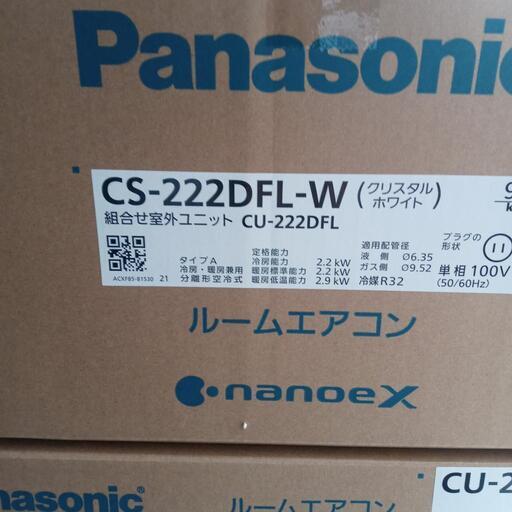 Panasonic
CS-222DFL-W (クリスタルホワイト)
組合せ室外ユニット CU-222DFL
タイプA
冷房・暖房兼用
分離形空冷式
定格能力
冷房能力 2.2 kW
暖房標準能力 2.2 kW
暖房低温能力 2.9 kW
適用配管径
液 側 Ø6.35
ガス側 Ø9.52
冷媒R32
プラグの形状
単相 100V
(50/60Hz)
ACXF85-81530 21
ルームエアコン
nanoeX
nasonic
ルームエアコン
CU-2